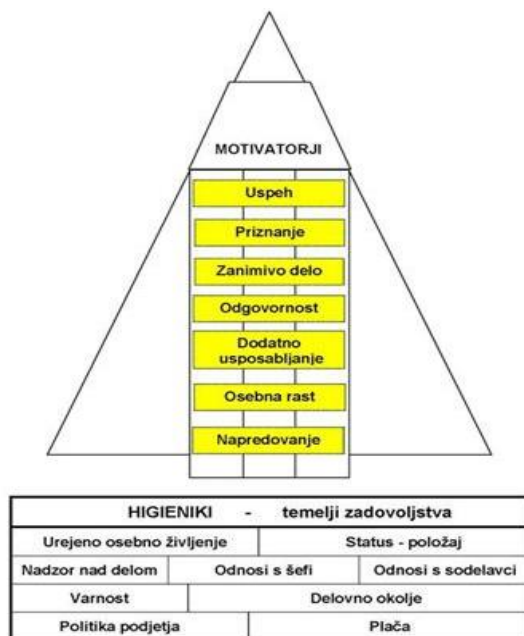 MOTIVATORJI
Uspeh
Priznanje
Zanimivo delo
Odgovornost
Dodatno
usposabljanje
Osebna rast
Napredovanje
HIGIENIKI - temelji zadovoljstva
Urejeno osebno življenje Status - položaj
Nadzor nad delom Odnosi s šefi Odnosi s sodelavci
Varnost Delovno okolje
Politika podjetja Plača